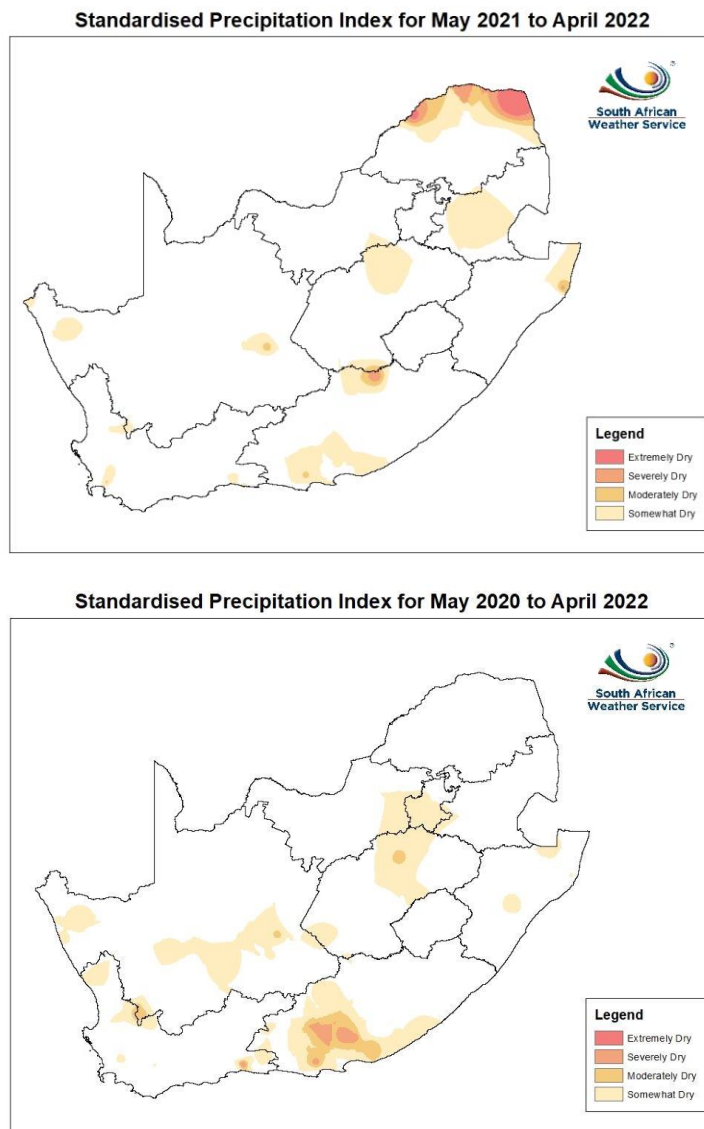 Standardised Precipitation Index for May 2021 to April 2022
®
South African
Weather Service
Legend
Extremely Dry
Severely Dry
Moderately Dry
Somewhat Dry
Standardised Precipitation Index for May 2020 to April 2022
®
South African
Weather Service
Legend
Extremely Dry
Severely Dry
Moderately Dry
Somewhat Dry